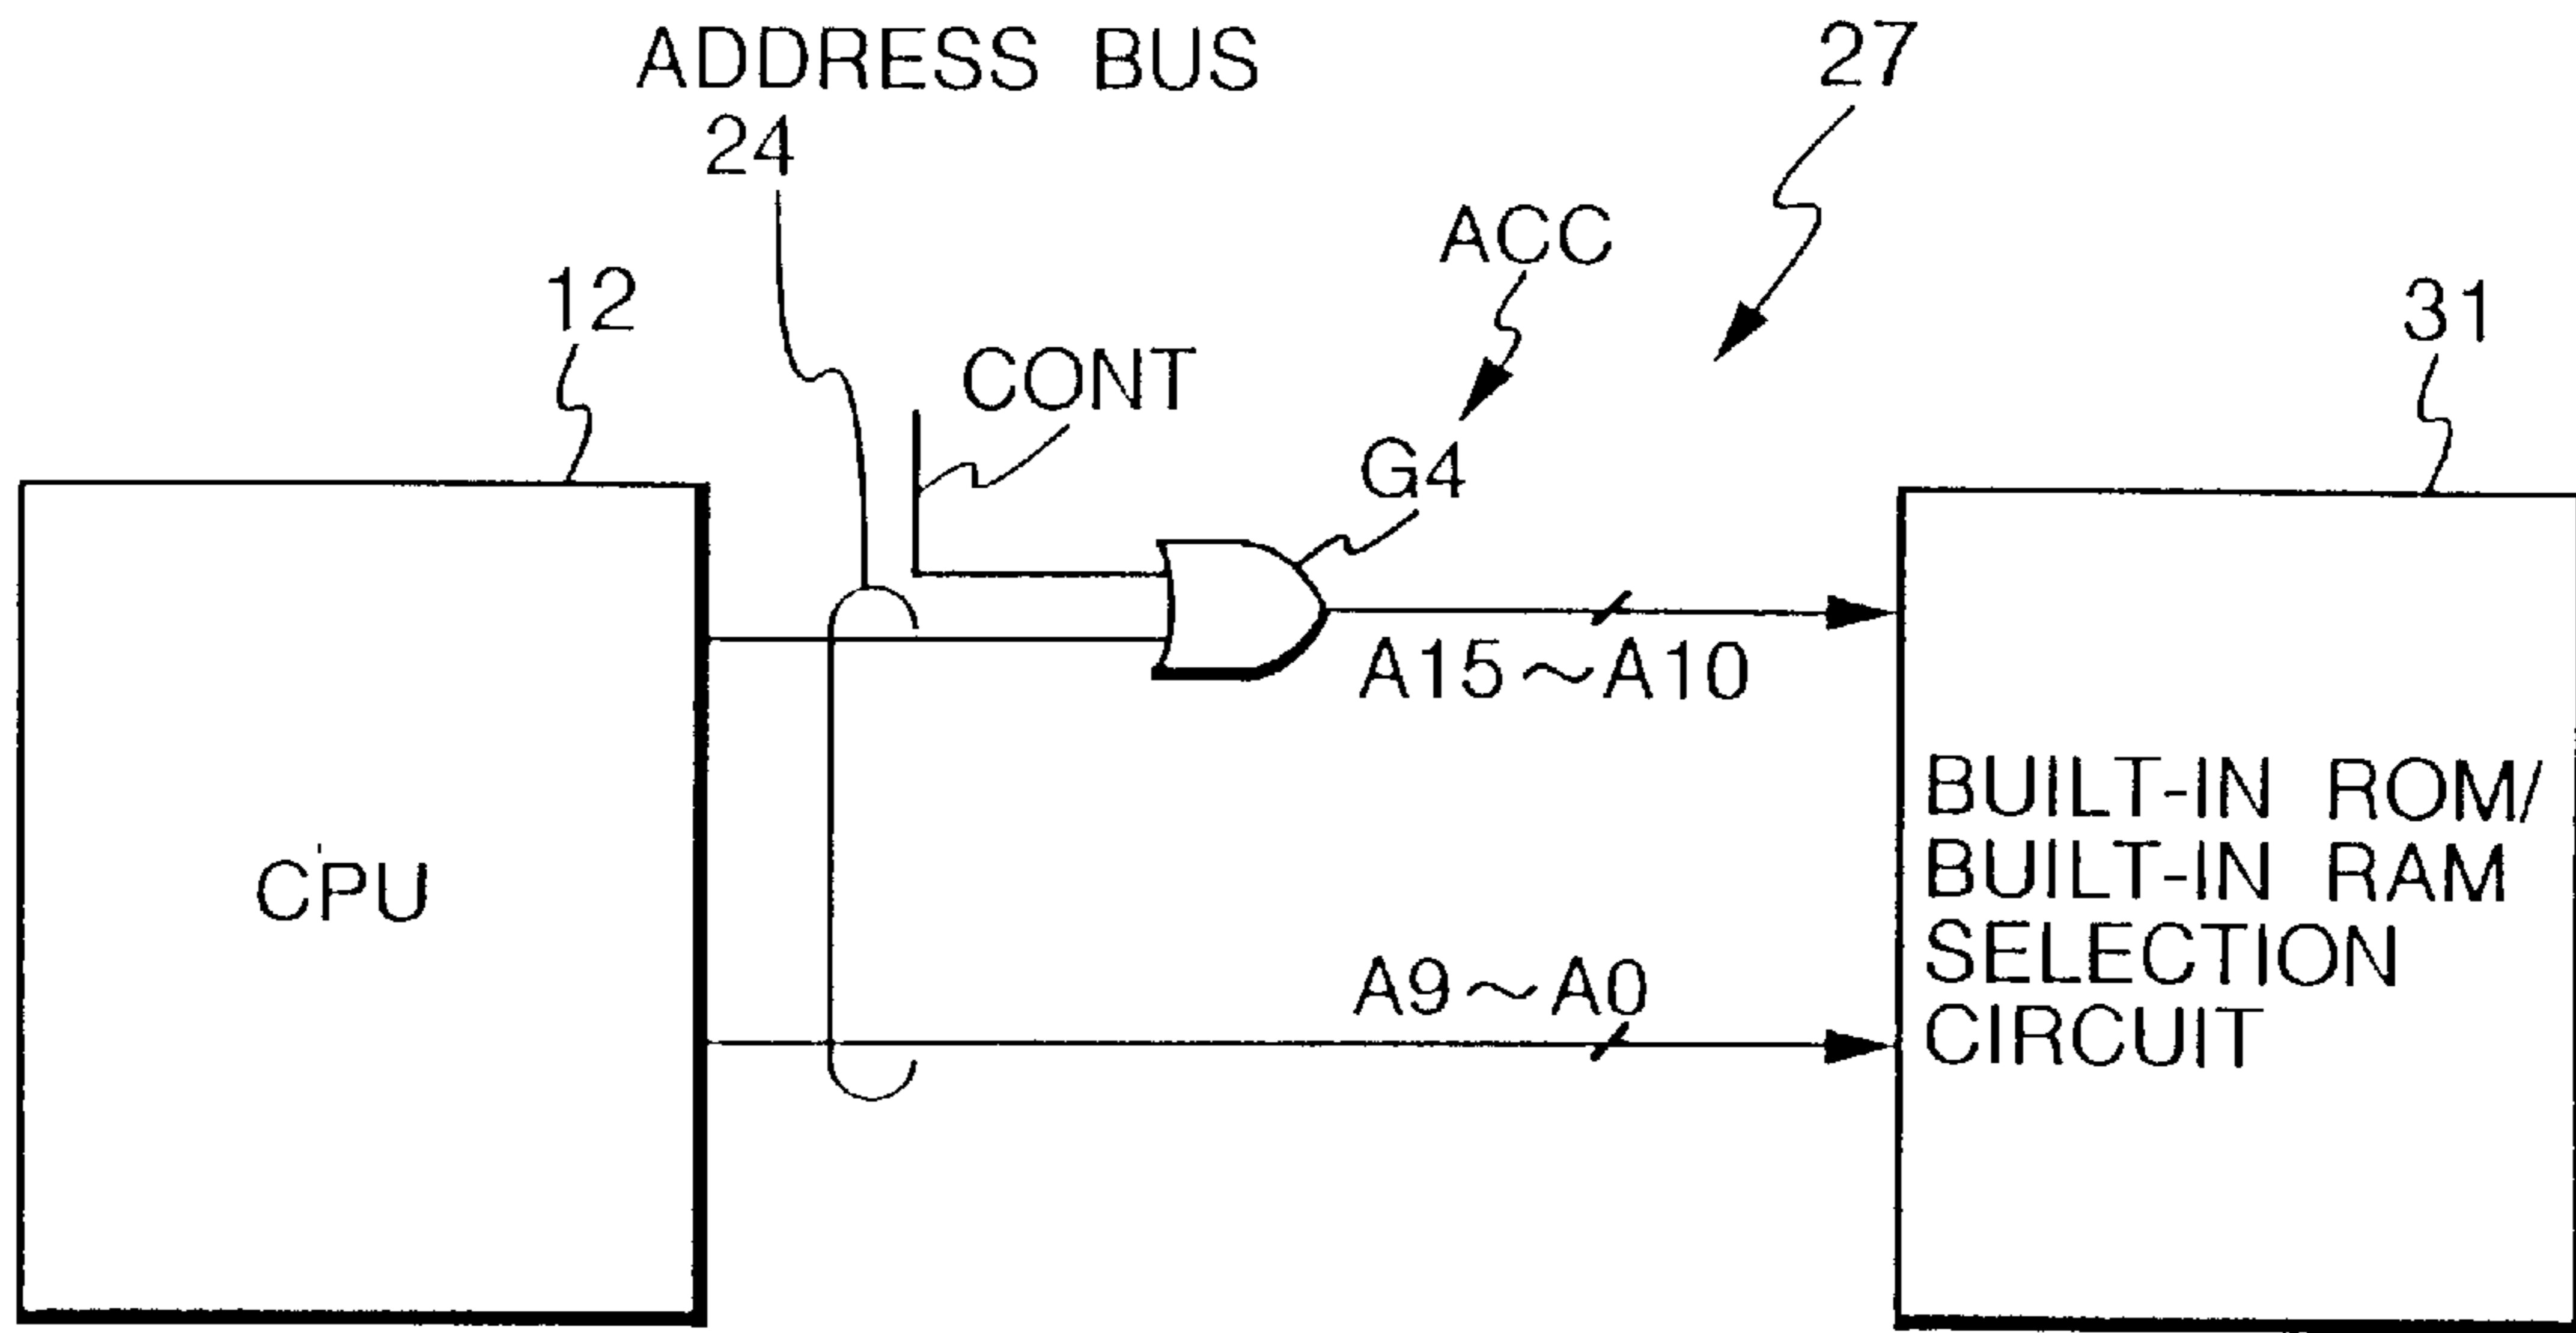 ADDRESS BUS
24
27
ACC
12
CONT
31
G4
A15~A10
CPU
BUILT-IN ROM/
BUILT-IN RAM
SELECTION
CIRCUIT
A9~A0